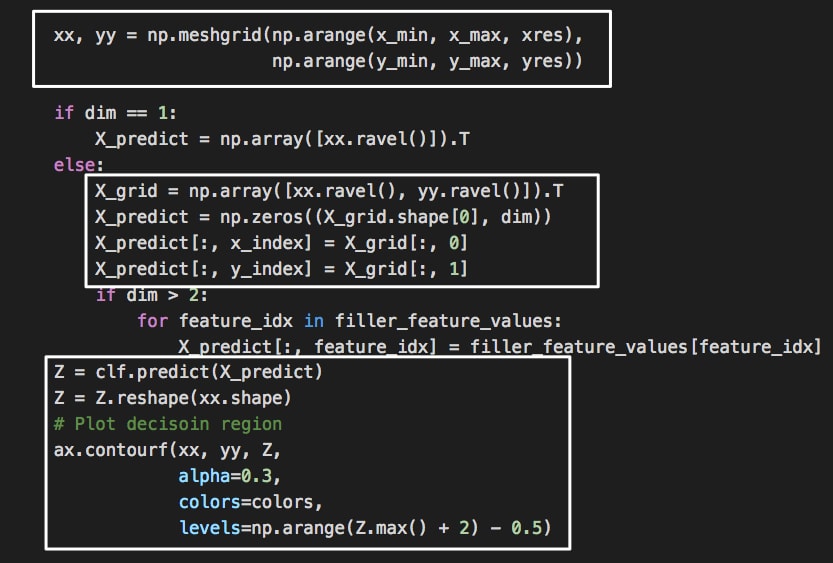 xx, yy = np.meshgrid(np.arange(x_min, x_max, xres),
                     np.arange(y_min, y_max, yres))
if dim == 1:
    X_predict = np.array([xx.ravel()]).T
else:
    X_grid = np.array([xx.ravel(), yy.ravel()]).T
    X_predict = np.zeros((X_grid.shape[0], dim))
    X_predict[:, x_index] = X_grid[:, 0]
    X_predict[:, y_index] = X_grid[:, 1]
    if dim > 2:
        for feature_idx in filler_feature_values:
            X_predict[:, feature_idx] = filler_feature_values[feature_idx]
Z = clf.predict(X_predict)
Z = Z.reshape(xx.shape)
# Plot decisoin region
ax.contourf(xx, yy, Z,
            alpha=0.3,
            colors=colors,
            levels=np.arange(Z.max() + 2) - 0.5)